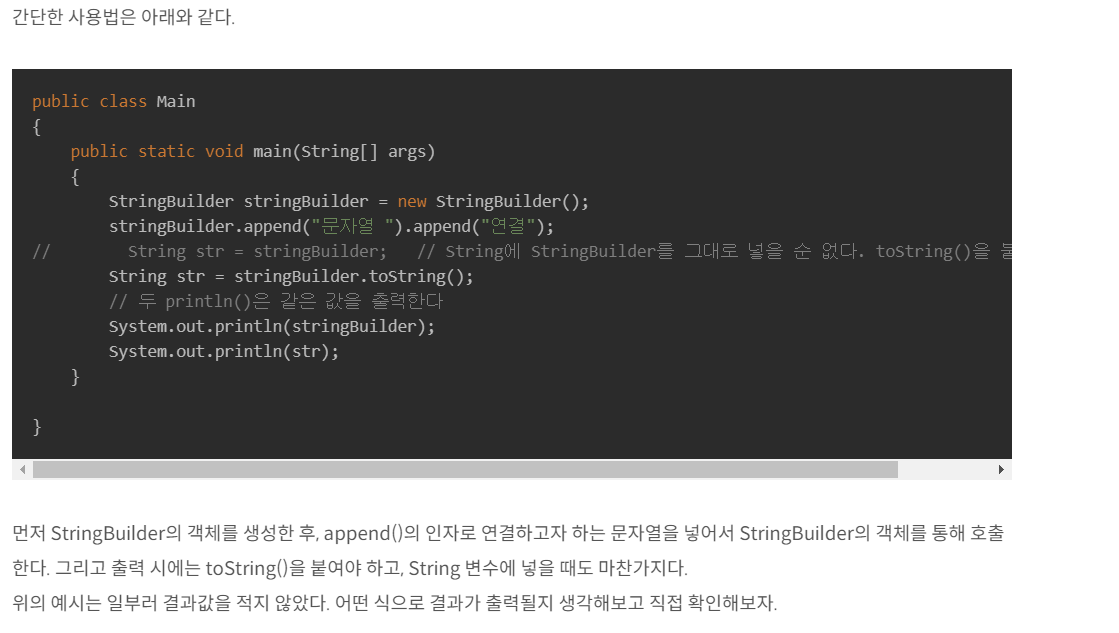 간단한 사용법은 아래와 같다.
public class Main
{
    public static void main(String[] args)
    {
        StringBuilder stringBuilder = new StringBuilder();
        stringBuilder.append("문자열 ").append("연결");
//        String str = stringBuilder;   // String에 StringBuilder를 그대로 넣을 순 없다. toString()을
        String str = stringBuilder.toString();
        // 두 println()은 같은 값을 출력한다
        System.out.println(stringBuilder);
        System.out.println(str);
    }
}
먼저 StringBuilder의 객체를 생성한 후, append()의 인자로 연결하고자 하는 문자열을 넣어서 StringBuilder의 객체를 통해 호출
한다. 그리고 출력 시에는 toString()을 붙여야 하고, String 변수에 넣을 때도 마찬가지다.
위의 예시는 일부러 결과값을 적지 않았다. 어떤 식으로 결과가 출력될지 생각해보고 직접 확인해보자.